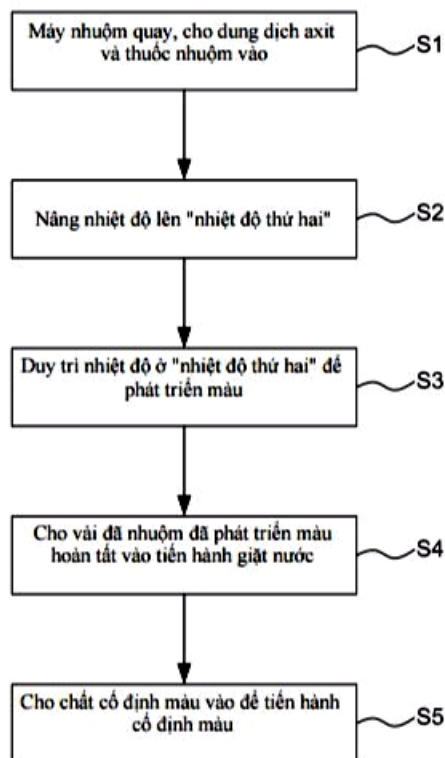 Máy nhuộm quay, cho dung dịch axit
và thuốc nhuộm vào
S1
Nâng nhiệt độ lên "nhiệt độ thứ hai"
S2
Duy trì nhiệt độ ở "nhiệt độ thứ hai" để
phát triển màu
S3
Cho vải đã nhuộm đã phát triển màu
hoàn tất vào tiến hành giặt nước
S4
Cho chất cố định màu vào để tiến hành
cố định màu
S5